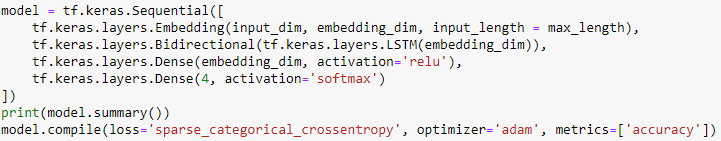 model = tf.keras.Sequential([
    tf.keras.layers.Embedding(input_dim, embedding_dim, input_length = max_length),
    tf.keras.layers.Bidirectional(tf.keras.layers.LSTM(embedding_dim)),
    tf.keras.layers.Dense(embedding_dim, activation='relu'),
    tf.keras.layers.Dense(4, activation='softmax')
])
print(model.summary())
model.compile(loss='sparse_categorical_crossentropy', optimizer='adam', metrics=['accuracy'])